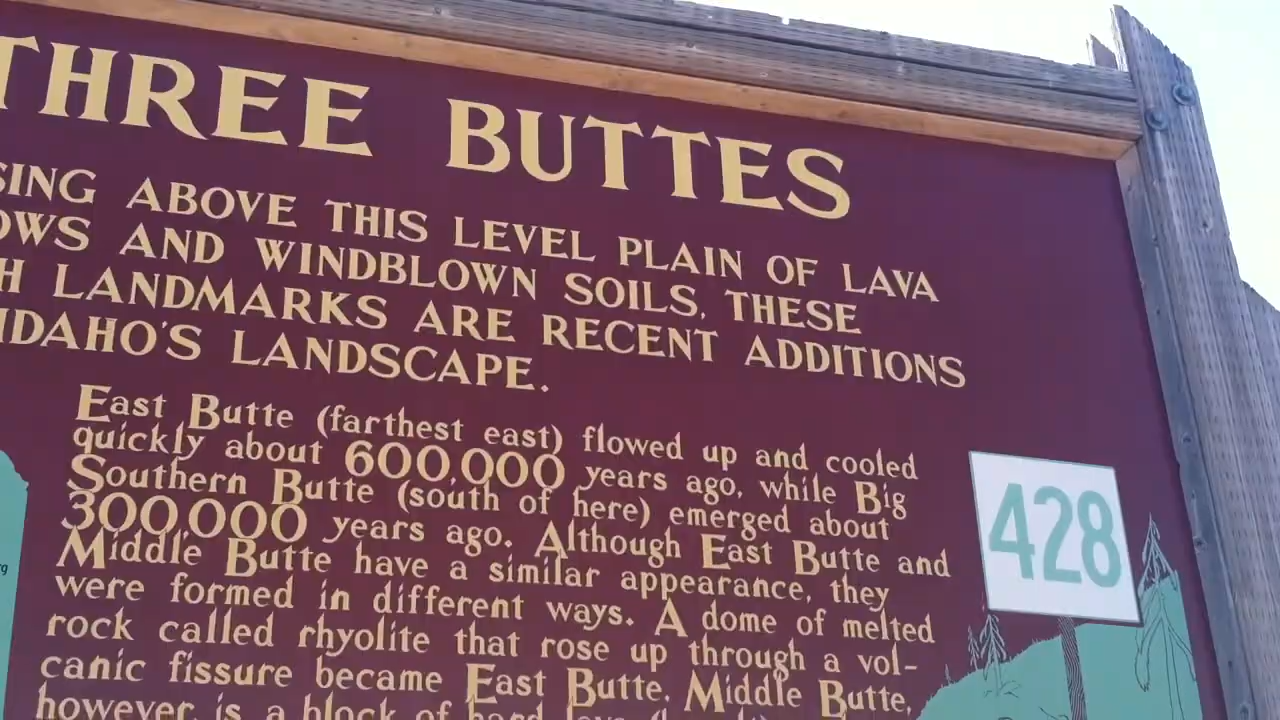 THREE BUTTES
SING ABOVE THIS LEVEL PLAIN OF LAVA
OWS AND WINDBLOWN SOILS, THESE
H LANDMARKS ARE RECENT ADDITIONS
IDAHO'S LANDSCAPE.
East Butte (farthest east) flowed up and cooled
quickly about 600,000 years ago, while Big
Southern Butte (south of here) emerged about
300,000 years ago. Although East Butte and
Middle Butte have a similar appearance, they
were formed in different ways. A dome of melted
rock called rhyolite that rose up through a vol-
canic fissure became East Butte. Middle Butte,
however, is a block of
428